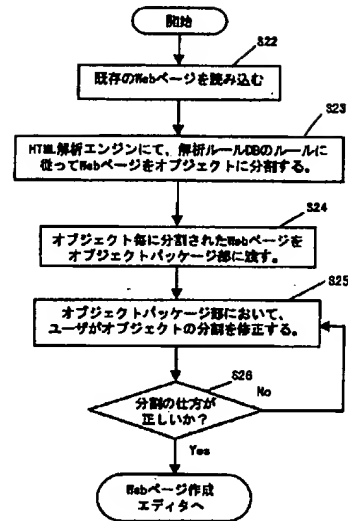 開始
S22
既存のWebページを読み込む
S23
HTML解析エンジンにて、解析ルールDBのルールに
従ってWebページをオブジェクトに分割する。
S24
オブジェクト毎に分割されたWebページを
オブジェクトパッケージ部に渡す。
S25
オブジェクトパッケージ部において、
ユーザがオブジェクトの分割を修正する。
S26
分割の仕方が
正しいか？
No
Yes
Webページ作成
エディタへ